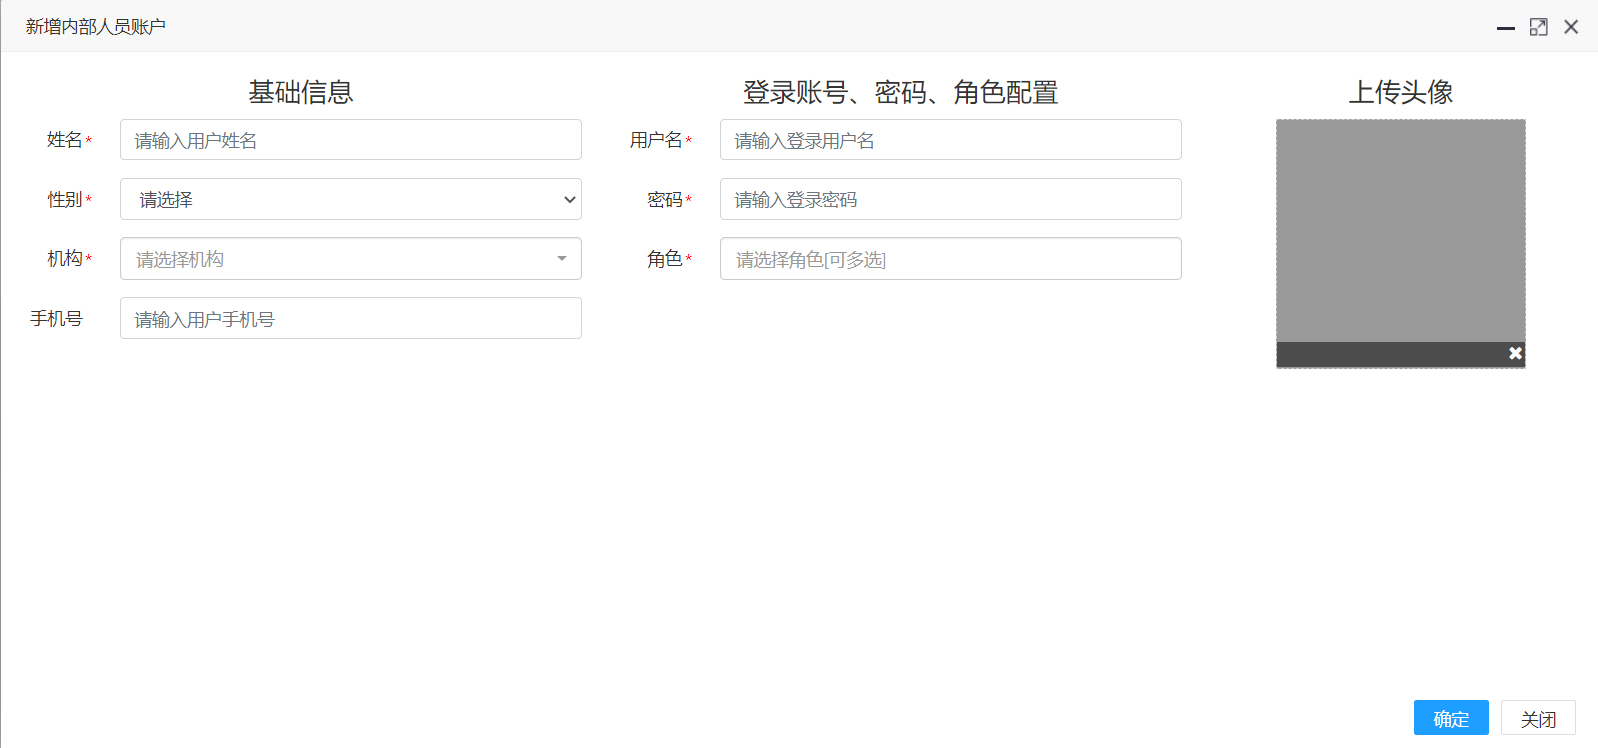 新增内部人员账户
基础信息
姓名* 请输入用户姓名
性别* 请选择
机构* 请选择机构
手机号 请输入用户手机号
登录账号、密码、角色配置
用户名* 请输入登录用户名
密码* 请输入登录密码
角色* 请选择角色[可多选]
上传头像
确定 关闭